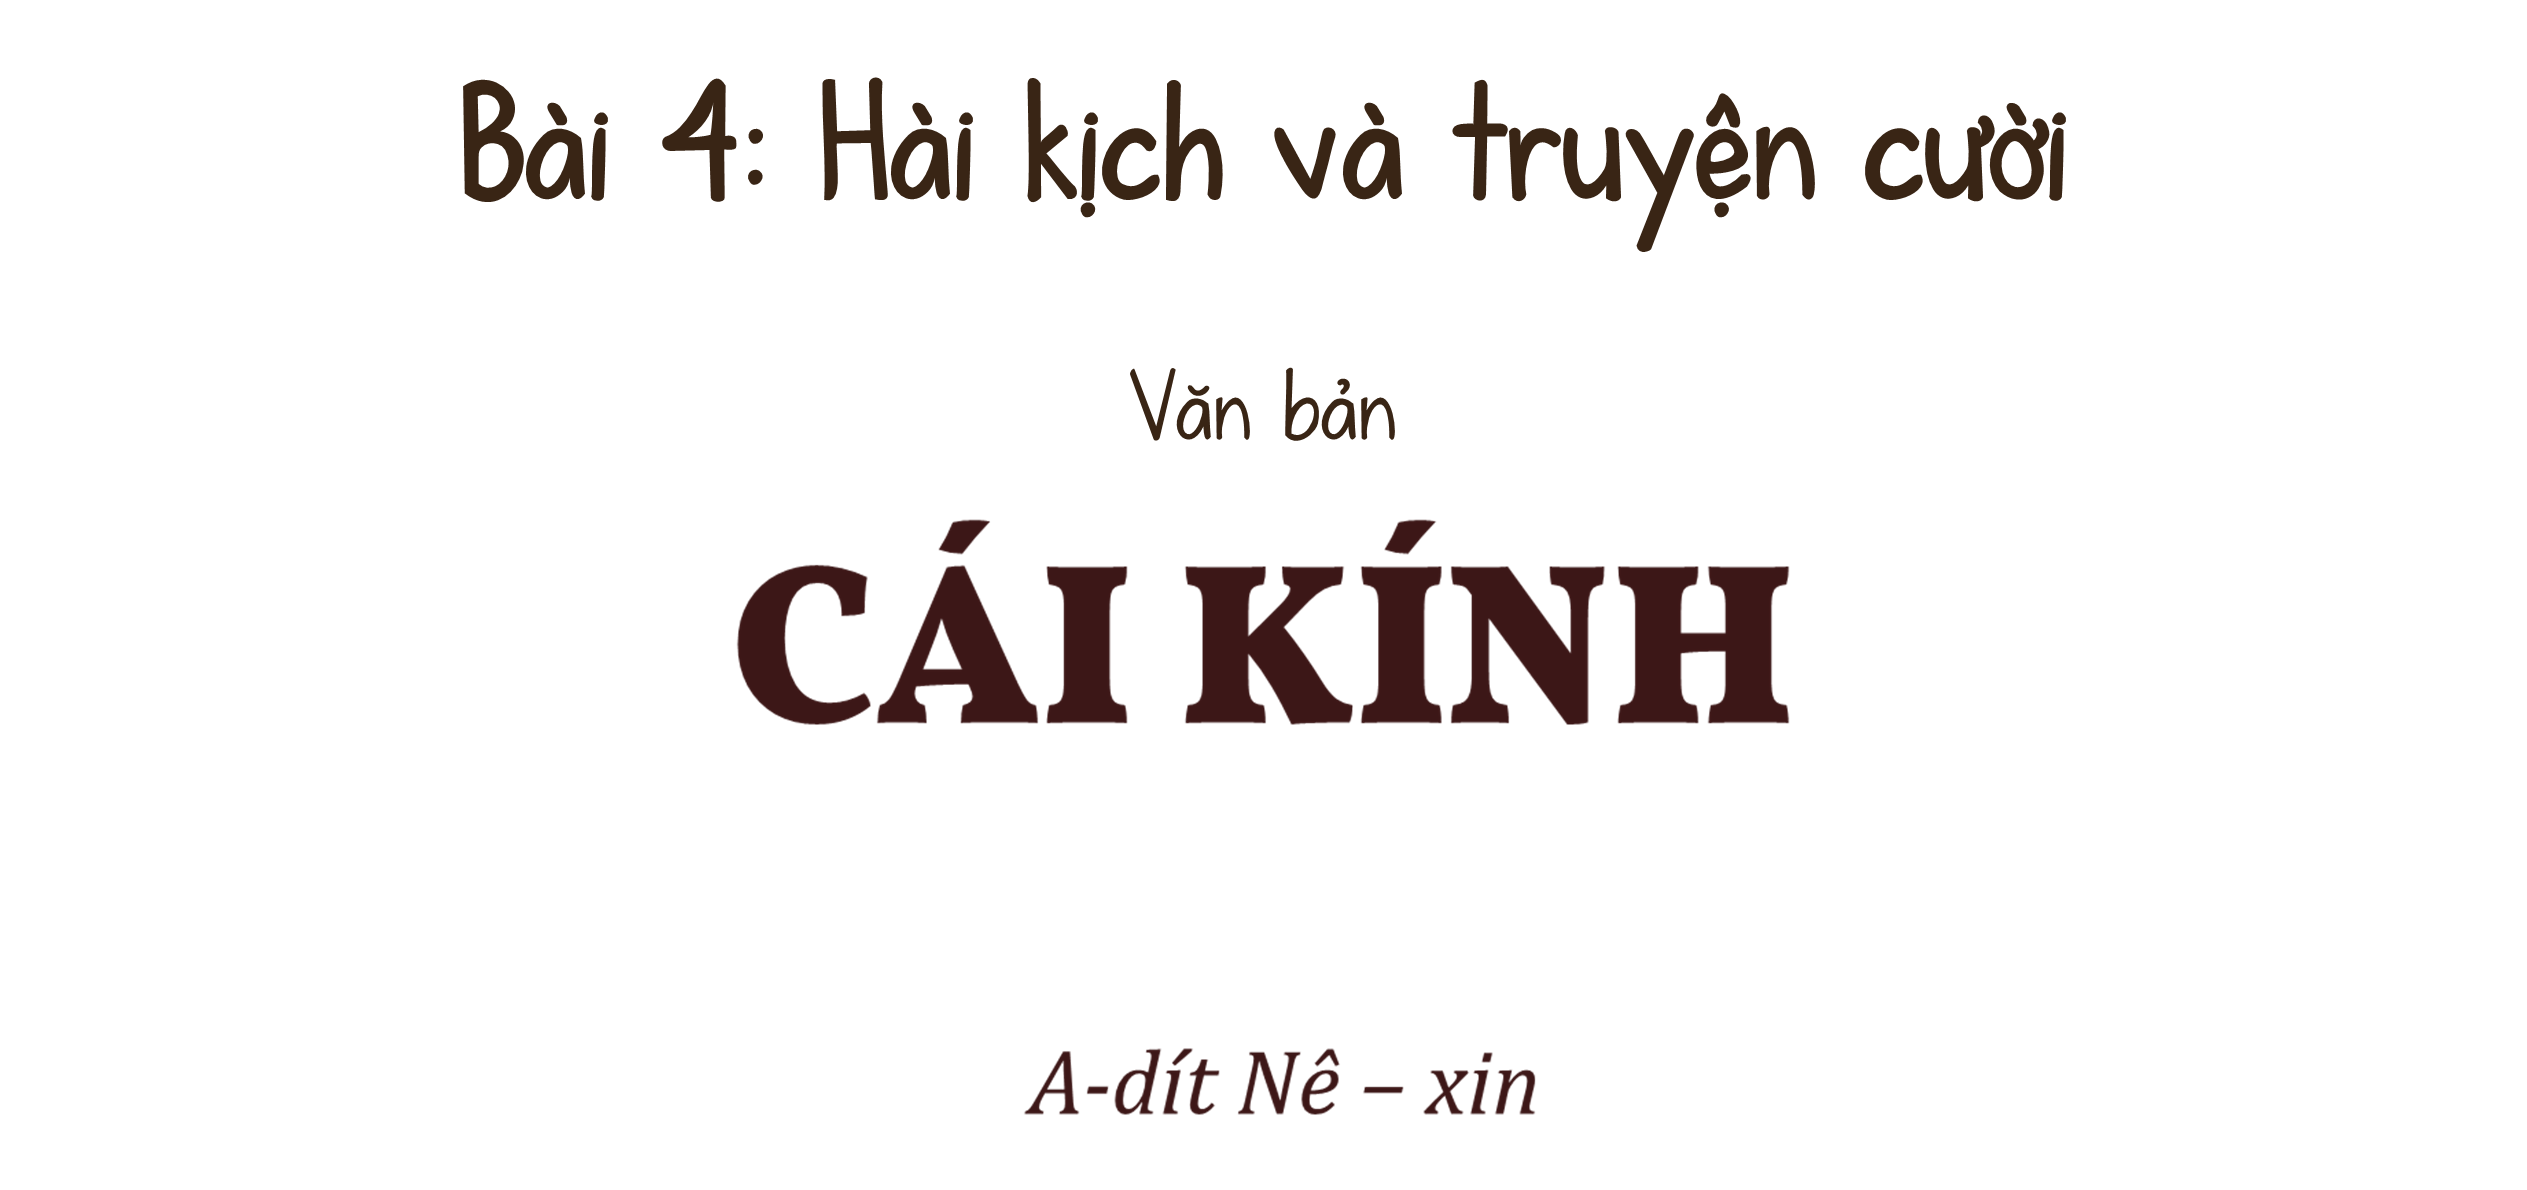 Bài 4: Hài kịch và truyện cười
Văn bản
CÁI KÍNH
A-dít Nê – xin